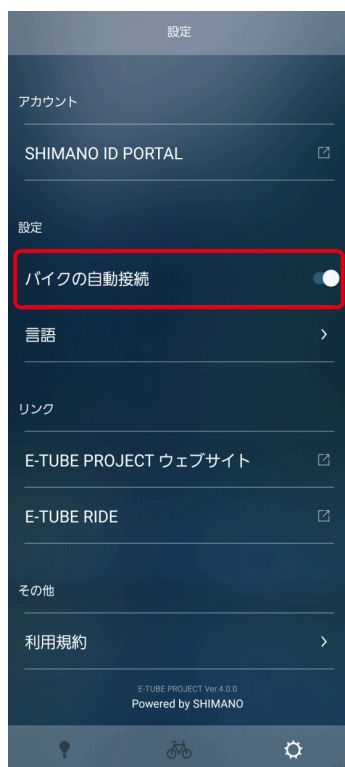 設定
アカウント
SHIMANO ID PORTAL
設定
バイクの自動接続
言語
リンク
E-TUBE PROJECT ウェブサイト
E-TUBE RIDE
その他
利用規約
E-TUBE PROJECT Ver.4.0.0
Powered by SHIMANO